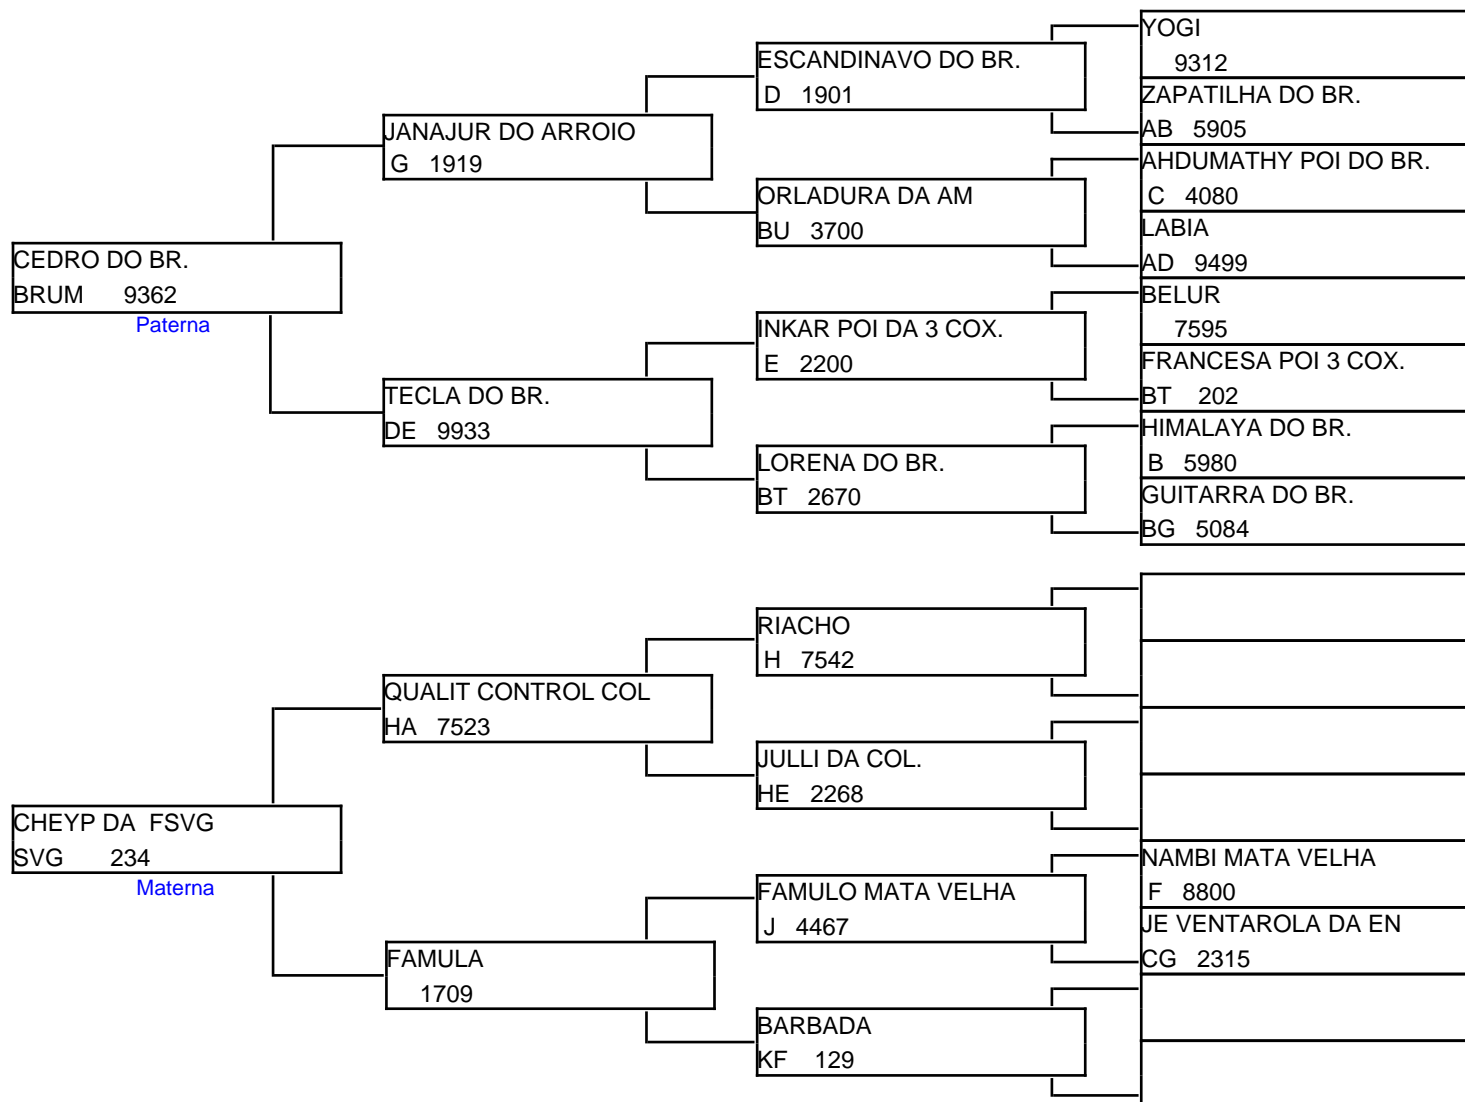 CEDRO DO BR.
BRUM 9362
Paterna
JANAJUR DO ARROIO
G 1919
TECLA DO BR.
DE 9933
ESCANDINAVO DO BR.
D 1901
ORLADURA DA AM
BU 3700
INKAR POI DA 3 COX.
E 2200
LORENA DO BR.
BT 2670
YOGI
9312
ZAPATILHA DO BR.
AB 5905
AHDUMATHY POI DO BR.
C 4080
LABIA
AD 9499
BELUR
7595
FRANCESA POI 3 COX.
BT 202
HIMALAYA DO BR.
B 5980
GUITARRA DO BR.
BG 5084
CHEYP DA FSVG
SVG 234
Materna
QUALIT CONTROL COL
HA 7523
FAMULA
1709
RIACHO
H 7542
JULLI DA COL.
HE 2268
FAMULO MATA VELHA
J 4467
BARBADA
KF 129
NAMBI MATA VELHA
F 8800
JE VENTAROLA DA EN
CG 2315